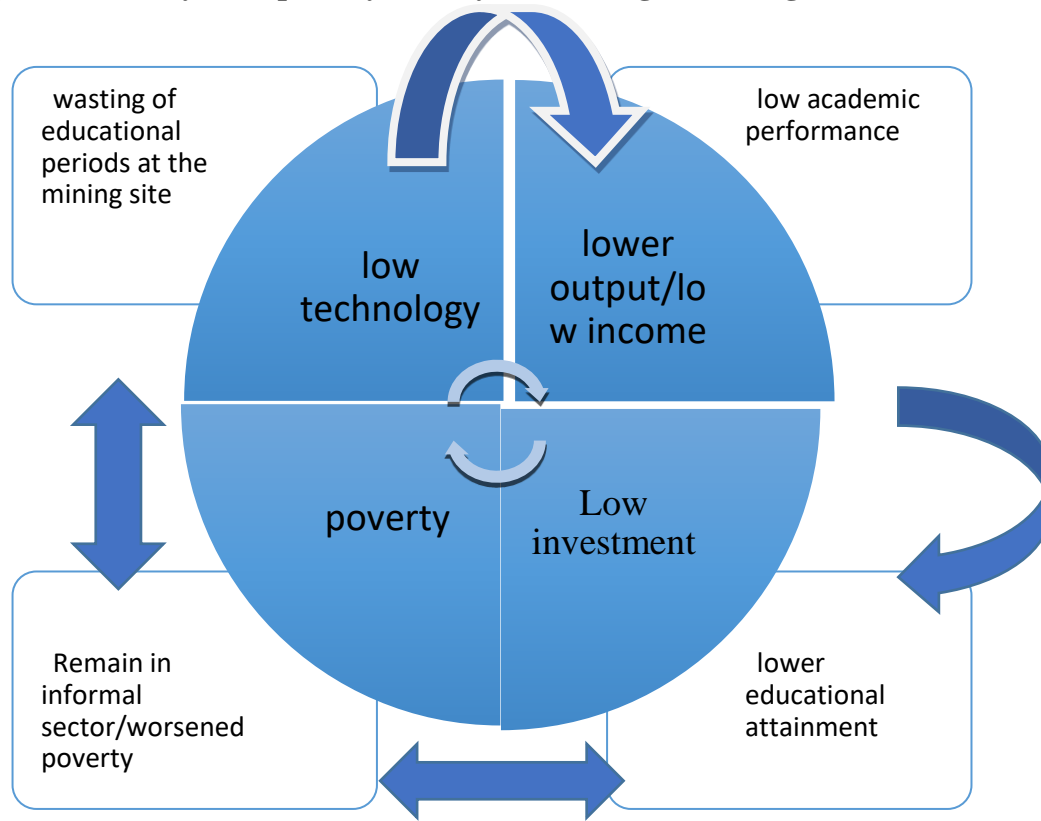 wasting of
educational
periods at the
mining site
low academic
performance
low
technology
lower
output/lo
w income
poverty
Low
investment
Remain in
informal
sector/worsened
poverty
lower
educational
attainment